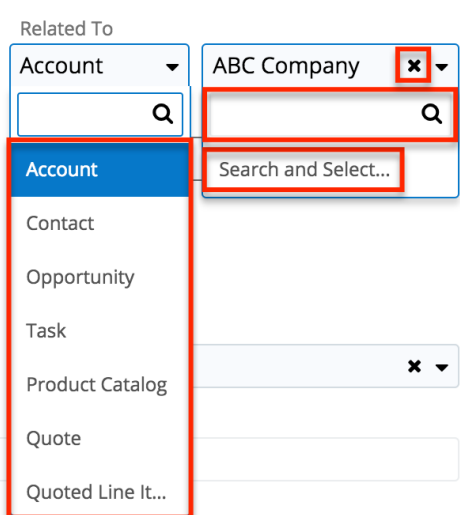 Related To
Account
ABC Company
Account
Search and Select...
Contact
Opportunity
Task
Product Catalog
Quote
Quoted Line It...